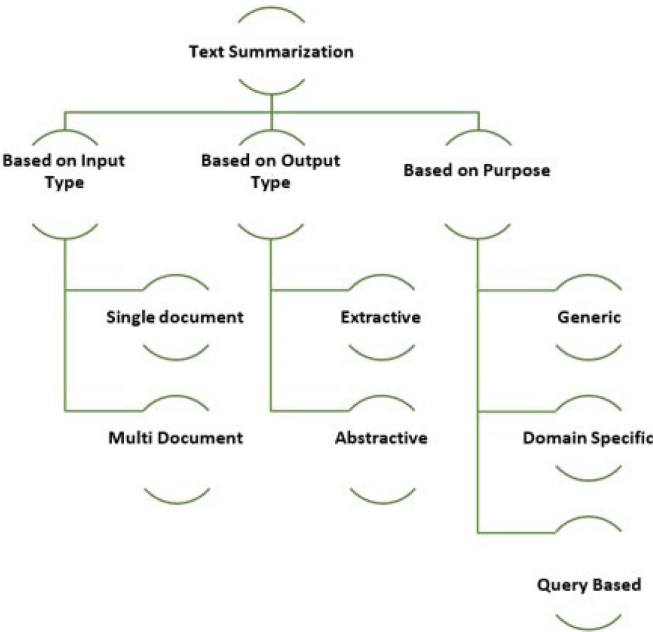 Text Summarization
Based on Input
Type
Based on Output
Type
Based on Purpose
Single document
Extractive
Generic
Multi Document
Abstractive
Domain Specific
Query Based